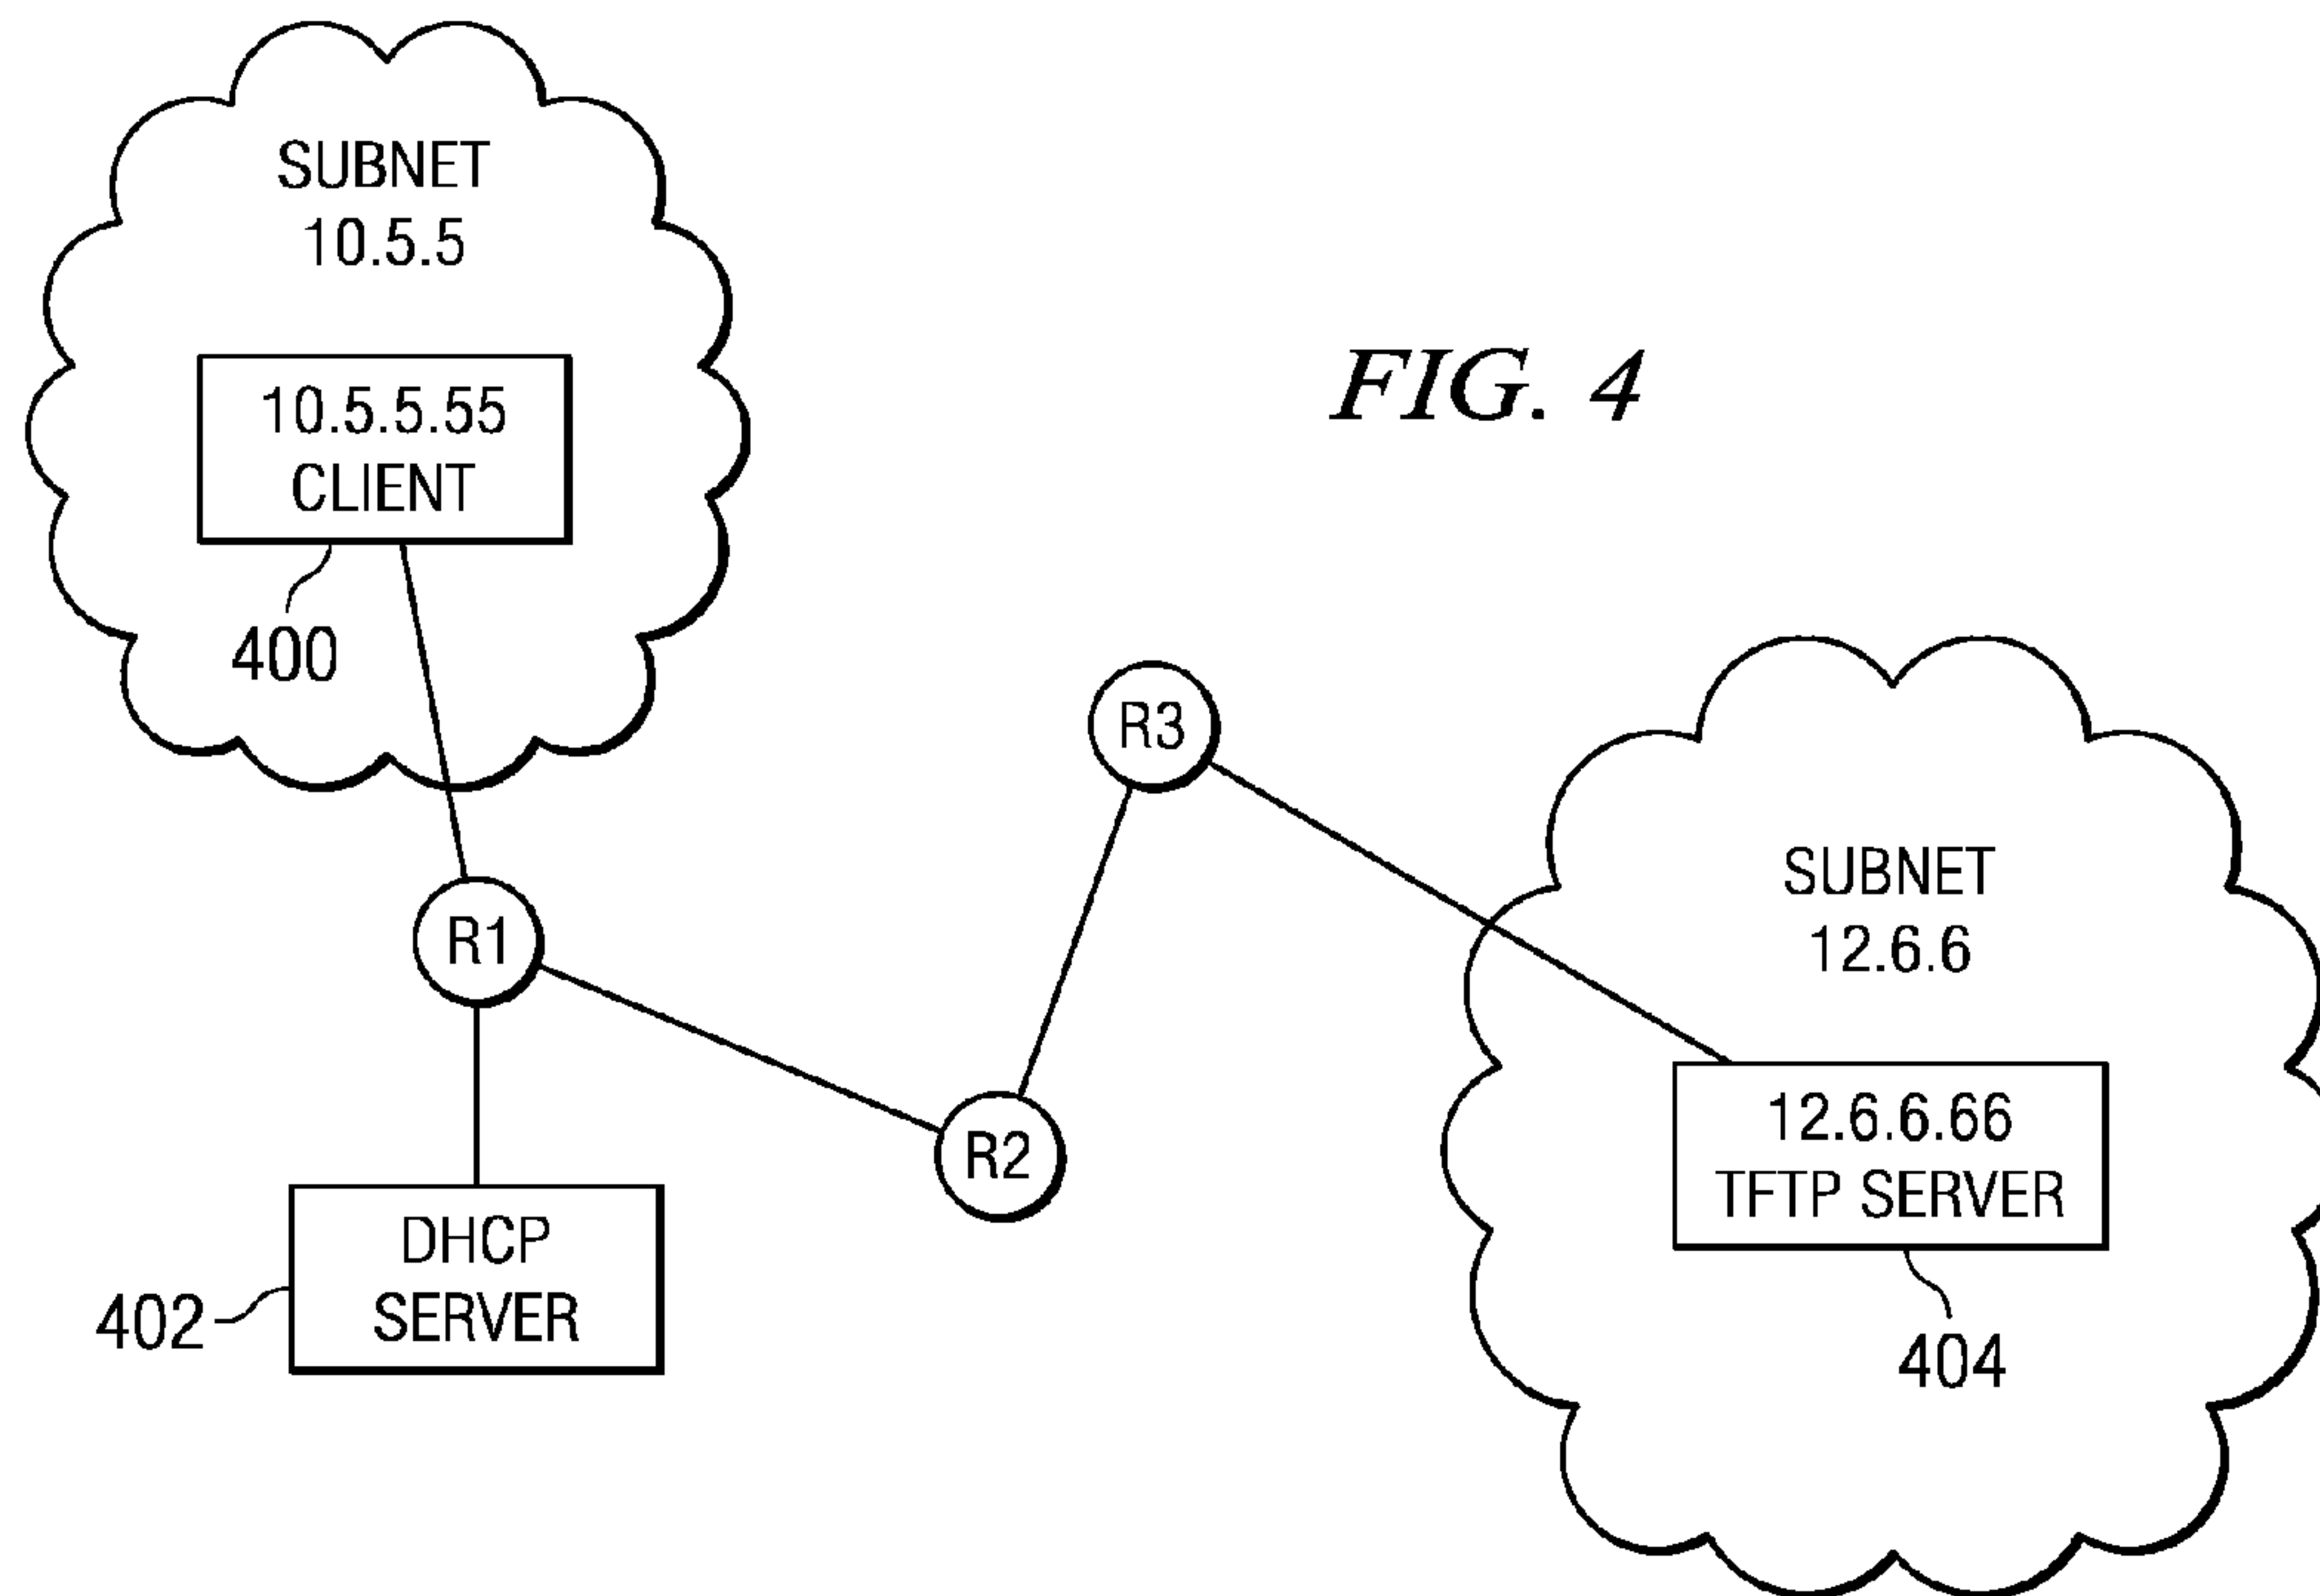 SUBNET
10.5.5
10.5.5.55
CLIENT
400
FIG. 4
R3
R1
R2
SUBNET
12.6.6
12.6.6.66
TFTP SERVER
404
DHCP
SERVER
402